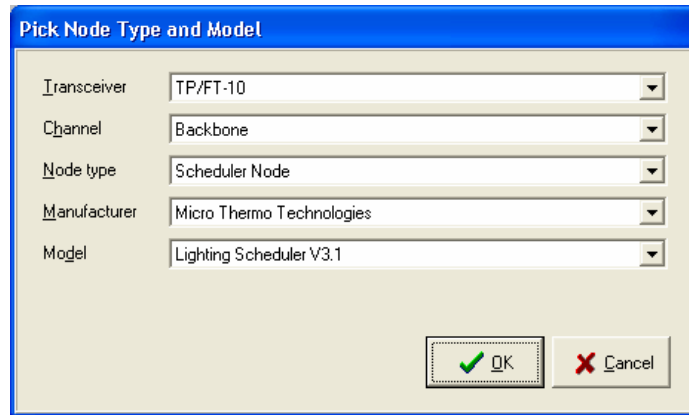 Pick Node Type and Model
Transceiver TP/FT-10
Channel Backbone
Node type Scheduler Node
Manufacturer Micro Thermo Technologies
Model Lighting Scheduler V3.1
OK Cancel